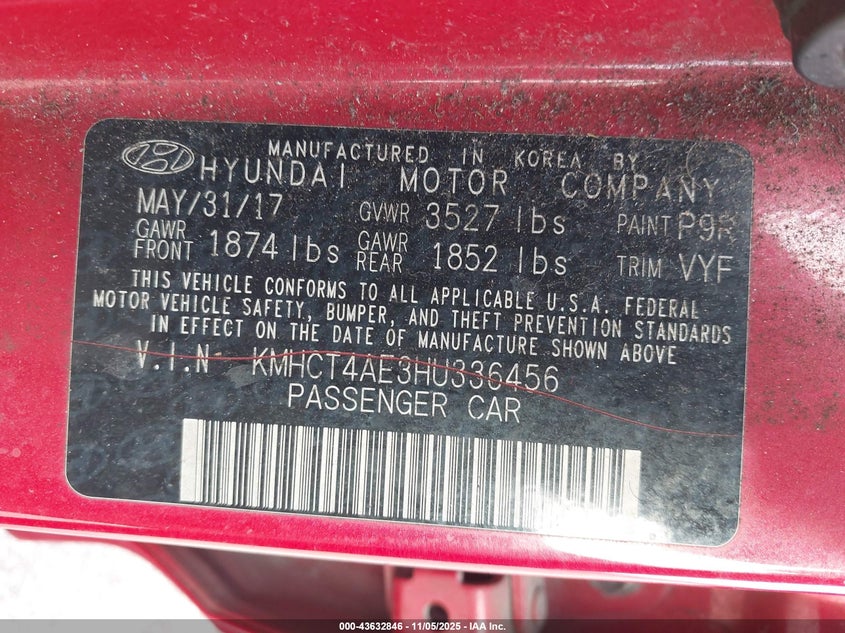 MANUFACTURED IN KOREA BY
HYUNDAI MOTOR COMPANY
MAY/31/17 GVWR 3527 lbs PAINT P9R
GAWR FRONT 1874 lbs GAWR REAR 1852 lbs TRIM VYF
THIS VEHICLE CONFORMS TO ALL APPLICABLE U.S.A. FEDERAL
MOTOR VEHICLE SAFETY, BUMPER, AND THEFT PREVENTION STANDARDS
IN EFFECT ON THE DATE OF MANUFACTURE SHOWN ABOVE
V.I.N: KMHCT4AE3HU336456
PASSENGER CAR
000-43632846 - 11/05/2025 - IAA Inc.